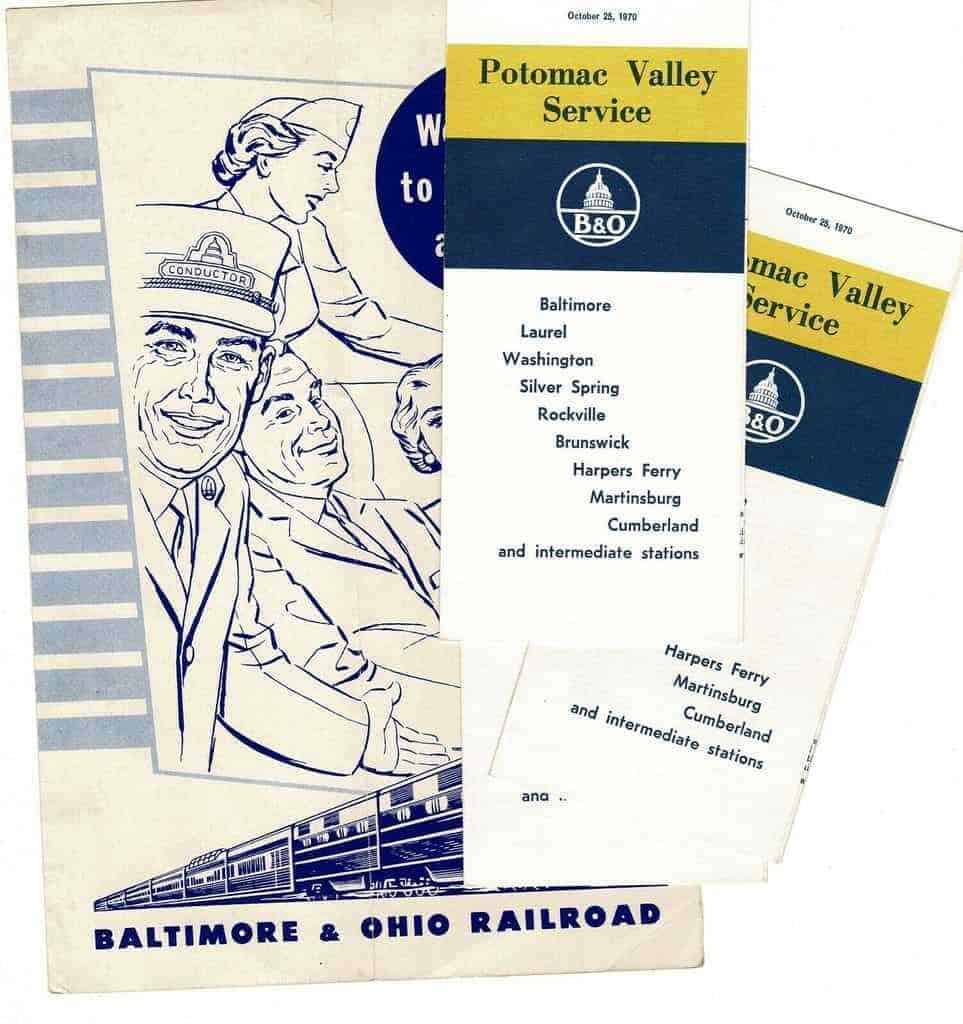 October 25, 1970
Potomac Valley
Service
B&O
Baltimore
Laurel
Washington
Silver Spring
Rockville
Brunswick
Harpers Ferry
Martinsburg
Cumberland
and intermediate stations
October 25, 1970
Valley
Service
B&O
Harpers Ferry
Martinsburg
Cumberland
and intermediate stations
to
CONDUCTOR
BALTIMORE & OHIO RAILROAD